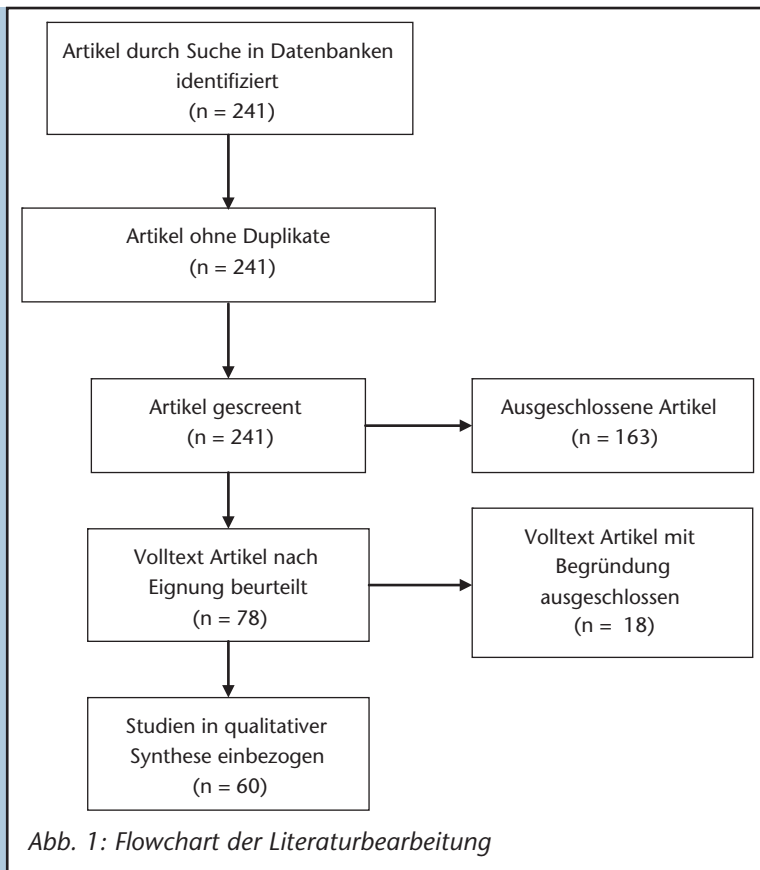 Artikel durch Suche in Datenbanken
identifiziert
(n = 241)
Artikel ohne Duplikate
(n = 241)
Artikel gescreent
(n = 241)
Ausgeschlossene Artikel
(n = 163)
Volltext Artikel nach
Eignung beurteilt
(n = 78)
Volltext Artikel mit
Begründung
ausgeschlossen
(n = 18)
Studien in qualitativer
Synthese einbezogen
(n = 60)
Abb. 1: Flowchart der Literaturbearbeitung